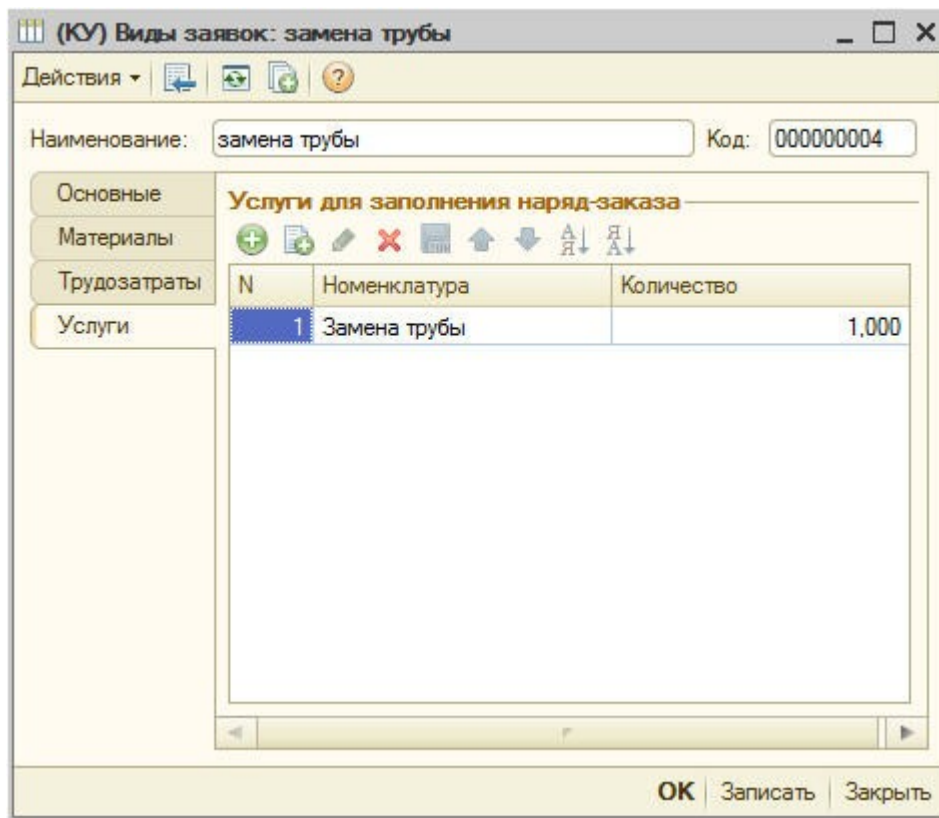 (КУ) Виды заявок: замена трубы
Действия
Наименование: замена трубы Код: 000000004
Основные
Материалы
Трудозатраты
Услуги
Услуги для заполнения наряд-заказа
N Номенклатура Количество
1 Замена трубы 1,000
OK Записать Закрыть